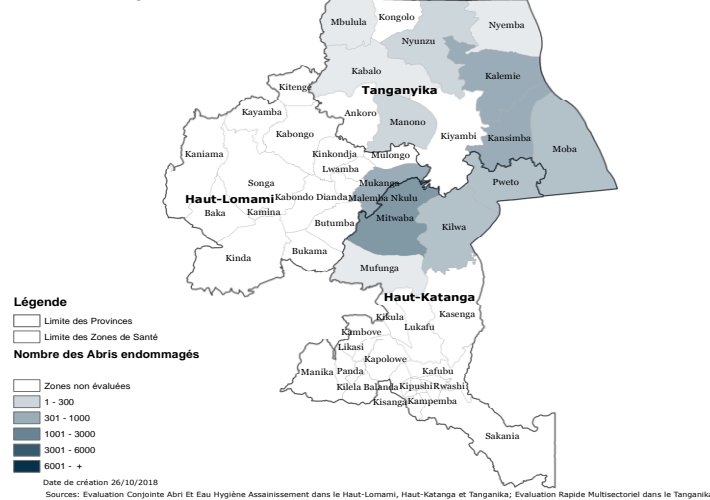 Mbulula
Kongolo
Nyunzu
Nyemba
Kabalo
Kalemie
Kitenge
Tanganyika
Ankoro
Kayamba
Manono
Kabongo
Kiyambi
Kansimba
Moba
Kaniama
Kinkondja
Mulongo
Lwamba
Songa
Mukanga
Pweto
Haut-Lomami
Kabondo Dianda
Malemba Nkulu
Baka
Kamina
Mitwaba
Butumba
Kilwa
Kinda
Bukama
Mufunga
Haut-Katanga
Kasenga
Kikula
Lukafu
Kambove
Likasi
Kapolowe
Manika
Panda
Kafubu
Kilela Balanda
Kipushi
Rwashi
Kisanga
Kampemba
Sakania
Légende
Limite des Provinces
Limite des Zones de Santé
Nombre des Abris endommagés
Zones non évaluées
1 - 300
301 - 1000
1001 - 3000
3001 - 6000
6001 - +
Date de création 26/10/2018
Sources: Evaluation Conjointe Abri Et Eau Hygiène Assainissement dans le Haut-Lomami, Haut-Katanga et Tanganika; Evaluation Rapide Multisectoriel dans le Tanganika